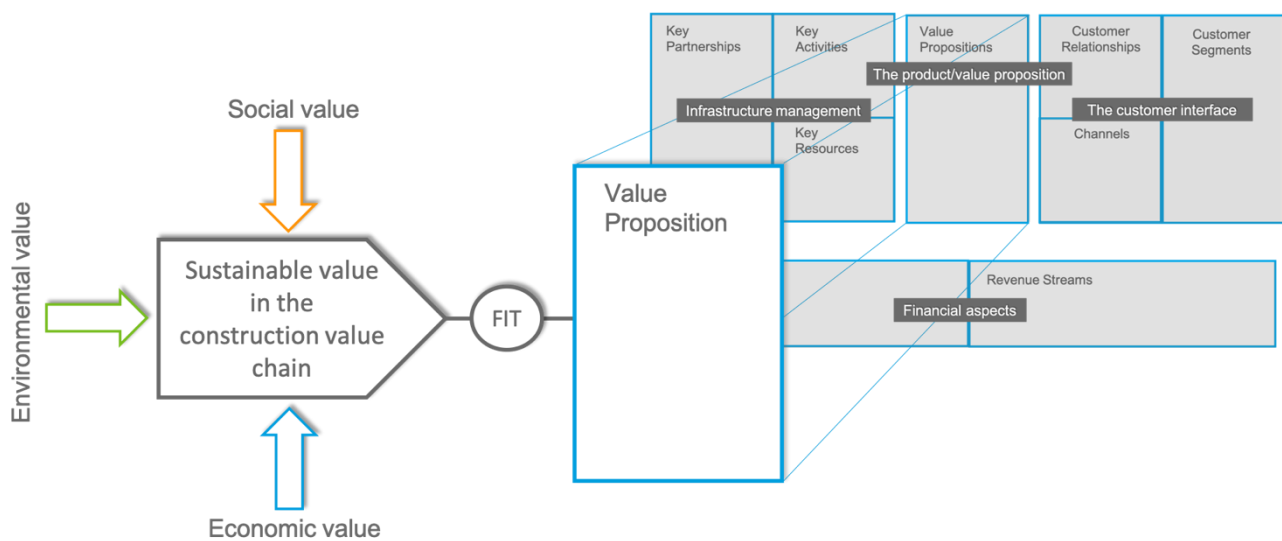 Social value
Environmental value
Sustainable value
in the
construction value
chain
Economic value
FIT
Value
Proposition
Key
Partnerships
Key
Activities
Value
Propositions
Customer
Relationships
Customer
Segments
The product/value proposition
Infrastructure management
The customer interface
Key
Resources
Channels
Revenue Streams
Financial aspects